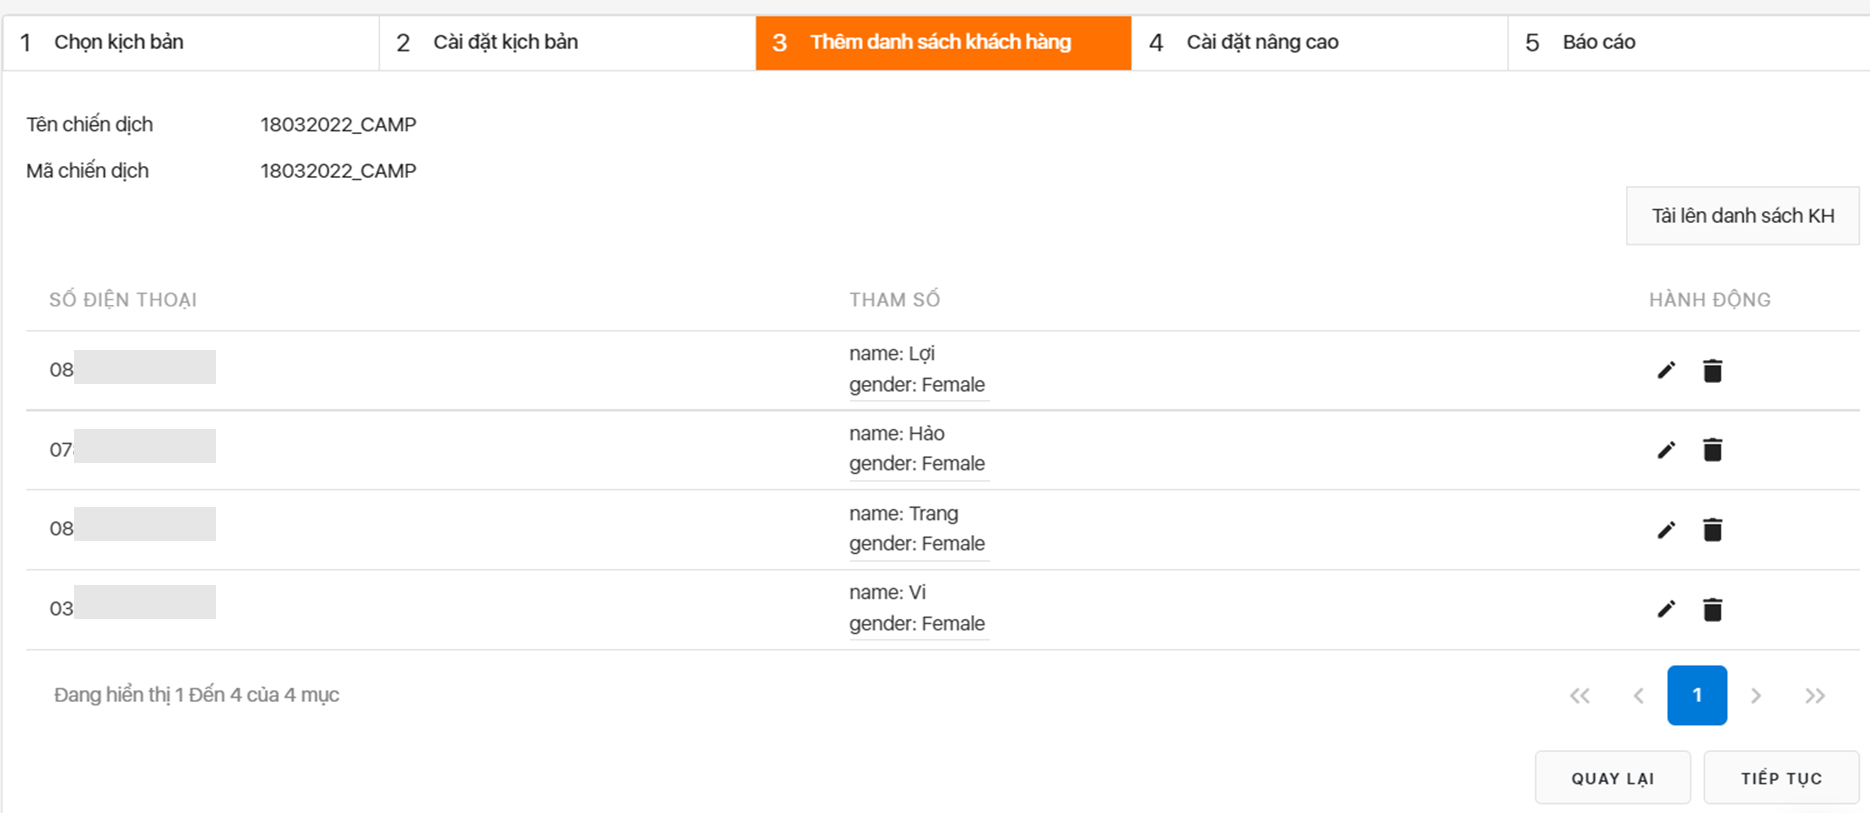 1 Chọn kịch bản 2 Cài đặt kịch bản 3 Thêm danh sách khách hàng 4 Cài đặt nâng cao 5 Báo cáo
Tên chiến dịch 18032022_CAMP
Mã chiến dịch 18032022_CAMP
Tải lên danh sách KH
SỐ ĐIỆN THOẠI THAM SỐ HÀNH ĐỘNG
08
name: Lợi
gender: Female
07
name: Hảo
gender: Female
08
name: Trang
gender: Female
03
name: Vi
gender: Female
Đang hiển thị 1 Đến 4 của 4 mục
1
QUAY LẠI TIẾP TỤC